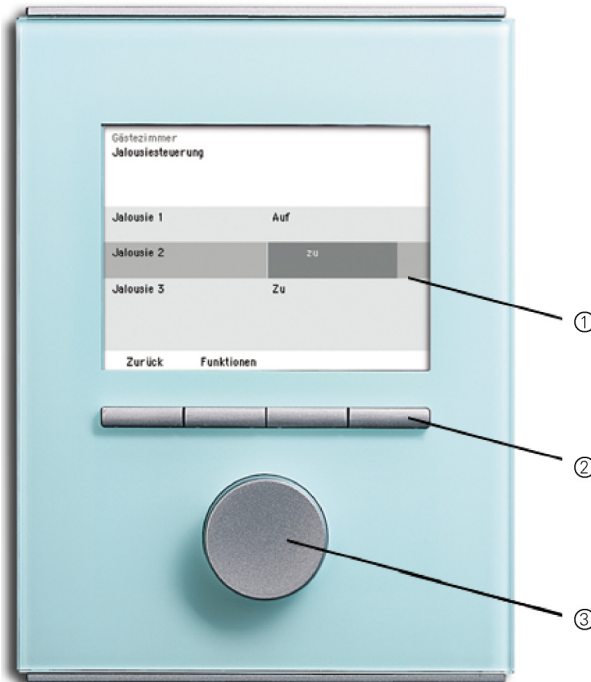 Gästezimmer
Jalousiesteuerung
Jalousie 1 Auf
Jalousie 2 zu
Jalousie 3 Zu
Zurück Funktionen
①
②
③